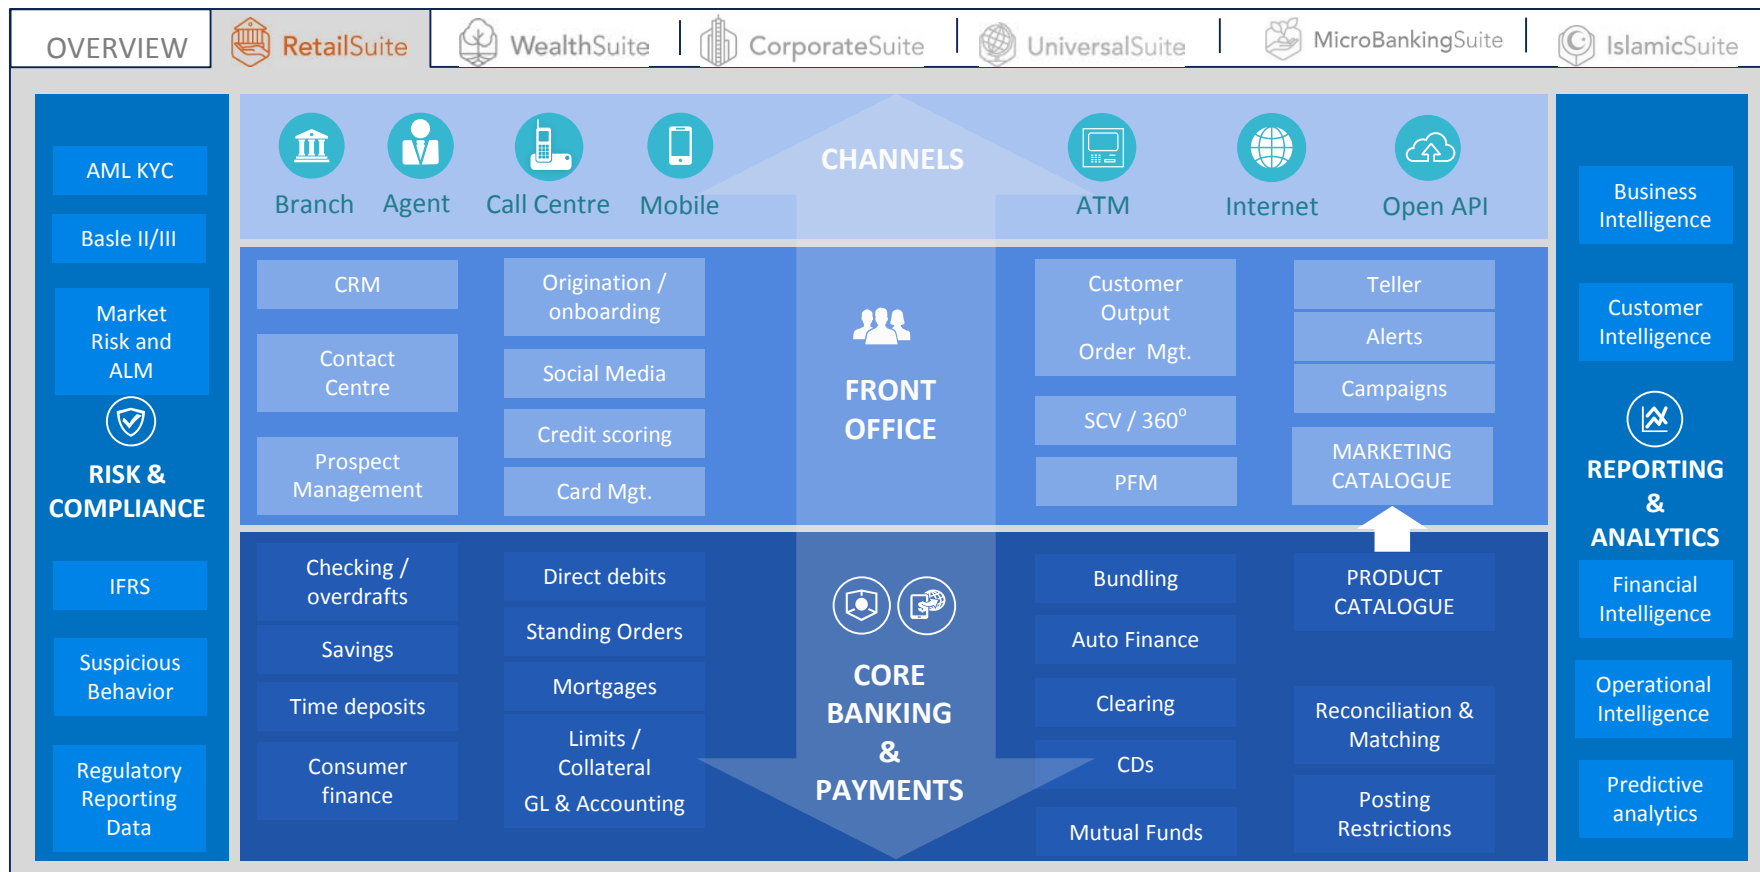 OVERVIEW
RetailSuite
WealthSuite
CorporateSuite
UniversalSuite
MicroBankingSuite
IslamicSuite
AML KYC
Basle II/III
Market
Risk and
ALM
RISK &
COMPLIANCE
IFRS
Suspicious
Behavior
Regulatory
Reporting
Data
Branch
Agent
Call Centre
Mobile
CHANNELS
ATM
Internet
Open API
CRM
Contact
Centre
Prospect
Management
Origination /
onboarding
Social Media
Credit scoring
Card Mgt.
FRONT
OFFICE
Customer
Output
Order Mgt.
SCV / 360°
PFM
Teller
Alerts
Campaigns
MARKETING
CATALOGUE
Checking /
overdrafts
Savings
Time deposits
Consumer
finance
Direct debits
Standing Orders
Mortgages
Limits /
Collateral
GL & Accounting
CORE
BANKING
&
PAYMENTS
Bundling
Auto Finance
Clearing
CDs
Mutual Funds
PRODUCT
CATALOGUE
Reconciliation &
Matching
Posting
Restrictions
Business
Intelligence
Customer
Intelligence
REPORTING
&
ANALYTICS
Financial
Intelligence
Operational
Intelligence
Predictive
analytics